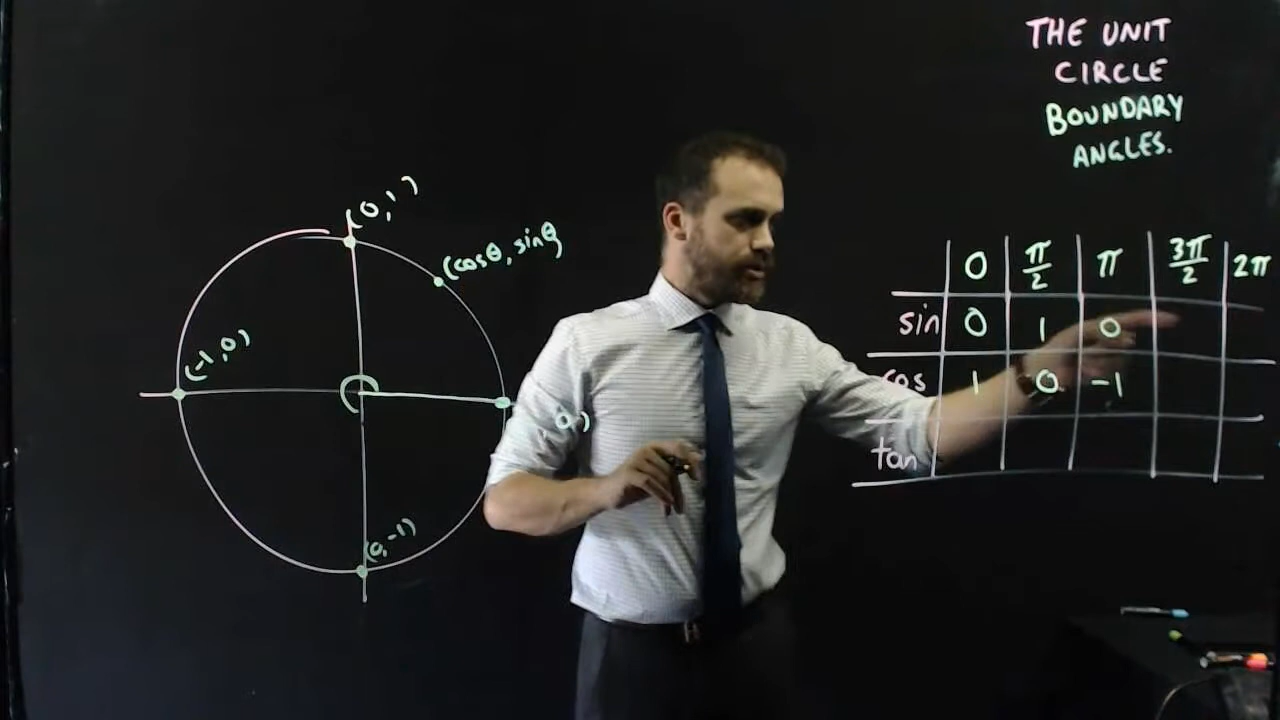 THE UNIT
CIRCLE
BOUNDARY
ANGLES.
(0,1)
(cosθ, sinθ)
(-1,0)
(0,-1)
0 π/2 π 3π/2 2π
sin 0 1 0
cos 1 0 -1
tan